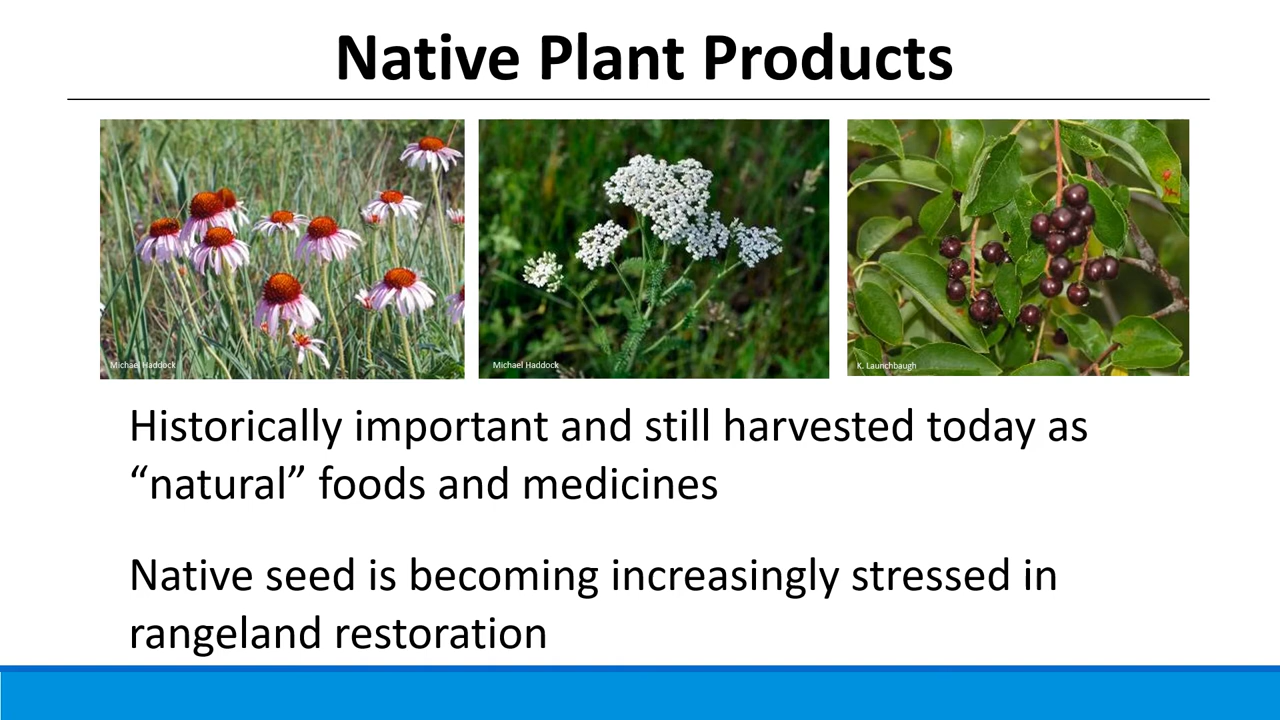 Native Plant Products
Michael Haddock
Michael Haddock
K. Launchbaugh
Historically important and still harvested today as
“natural” foods and medicines
Native seed is becoming increasingly stressed in
rangeland restoration